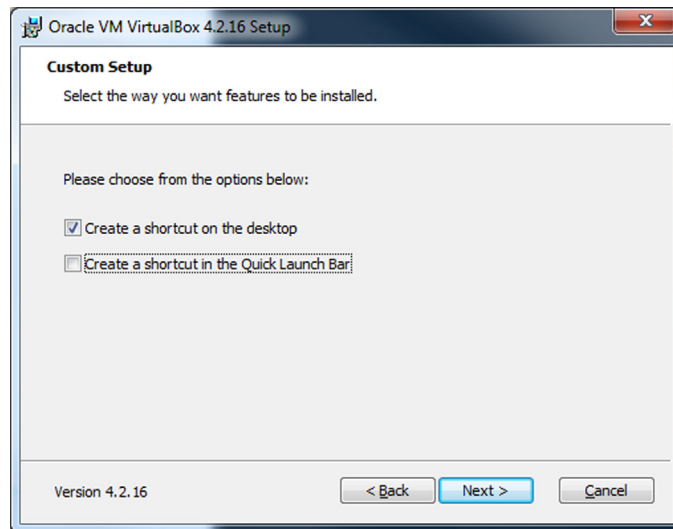 Oracle VM VirtualBox 4.2.16 Setup
Custom Setup
Select the way you want features to be installed.
Please choose from the options below:
Create a shortcut on the desktop
Create a shortcut in the Quick Launch Bar
Version 4.2.16
< Back
Next >
Cancel